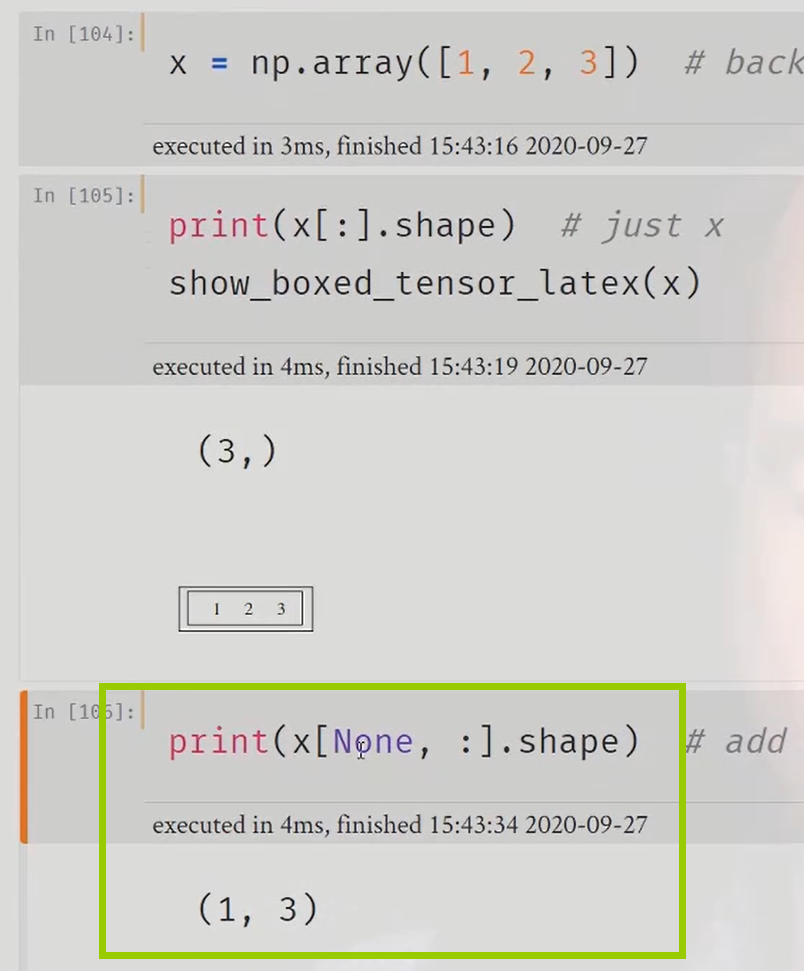 In [104]:
x = np.array([1, 2, 3]) # back
executed in 3ms, finished 15:43:16 2020-09-27
In [105]:
print(x[:].shape) # just x
show_boxed_tensor_latex(x)
executed in 4ms, finished 15:43:19 2020-09-27
(3,)
1 2 3
In [106]:
print(x[None, :].shape) # add
executed in 4ms, finished 15:43:34 2020-09-27
(1, 3)